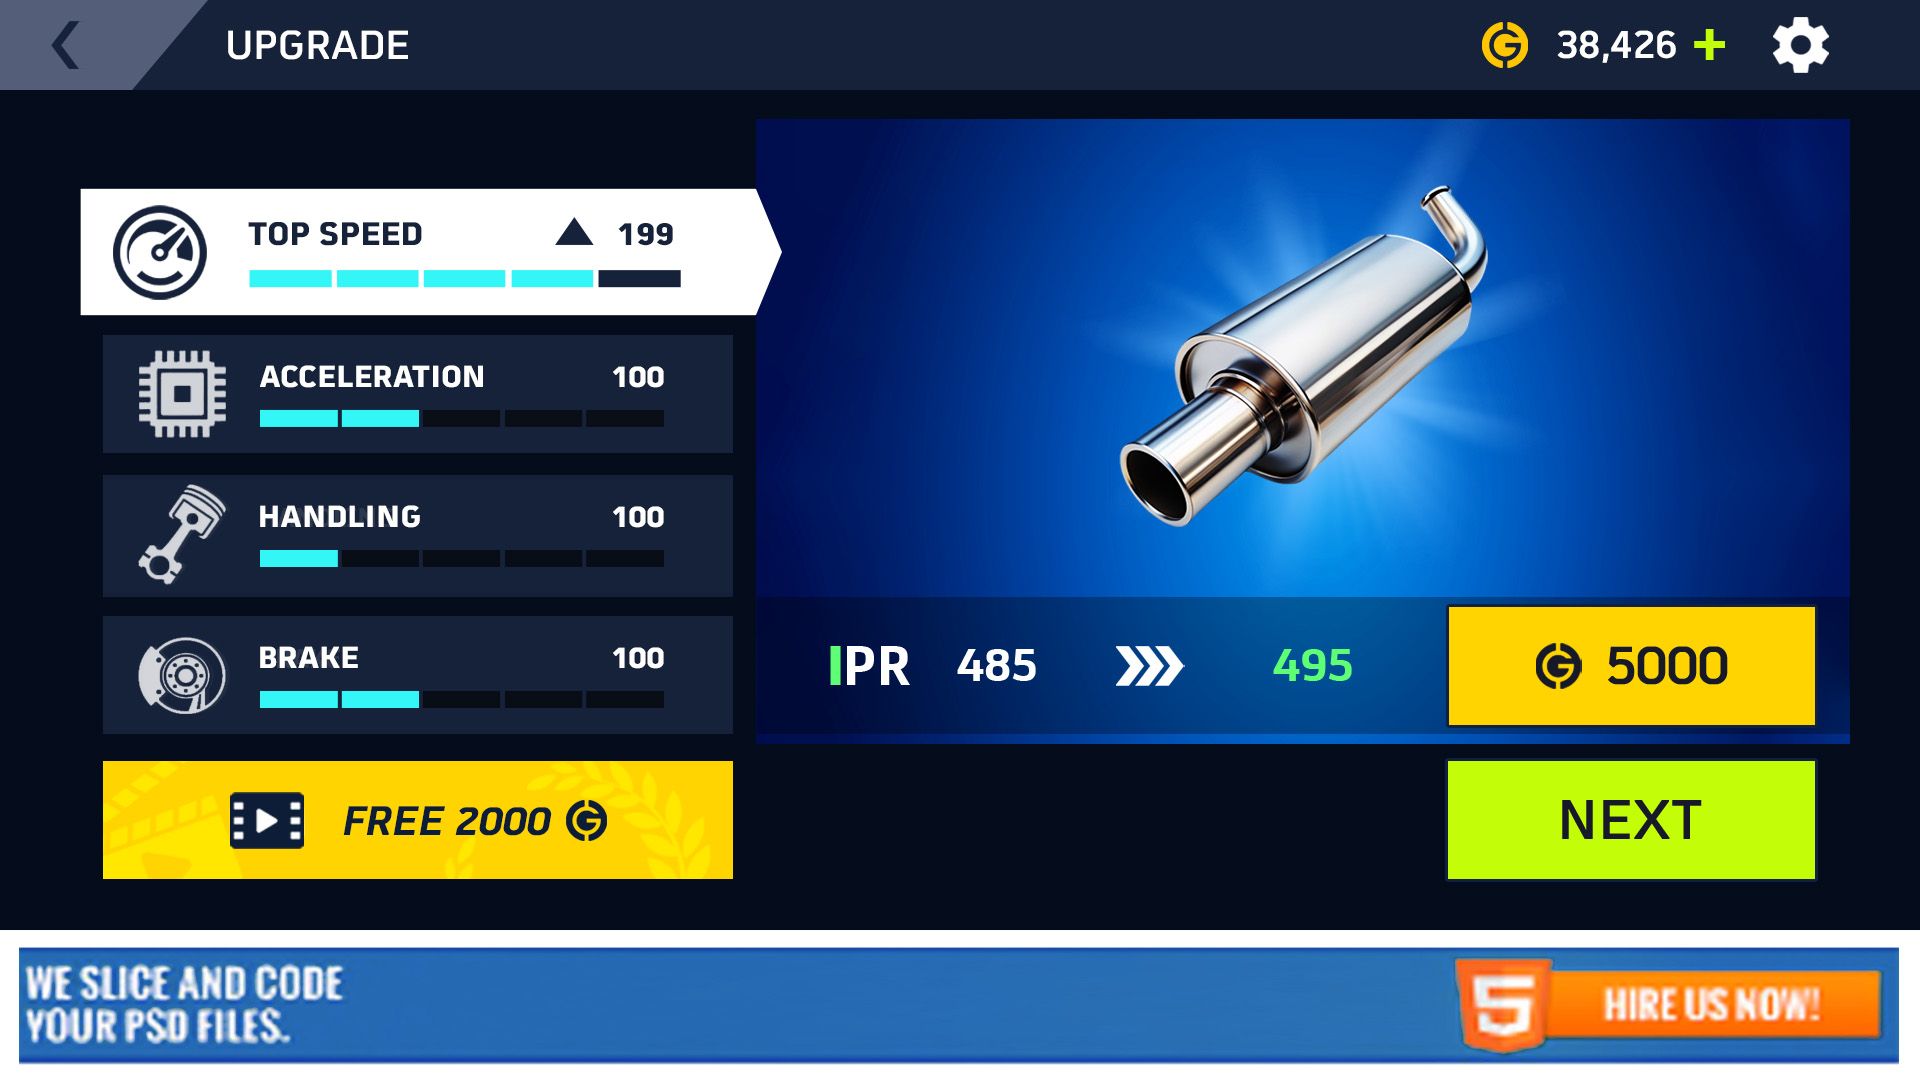 UPGRADE
38,426 +
TOP SPEED 199
ACCELERATION 100
HANDLING 100
BRAKE 100
IPR 485 495
5000
FREE 2000
NEXT
WE SLICE AND CODE
YOUR PSD FILES.
5 HIRE US NOW!